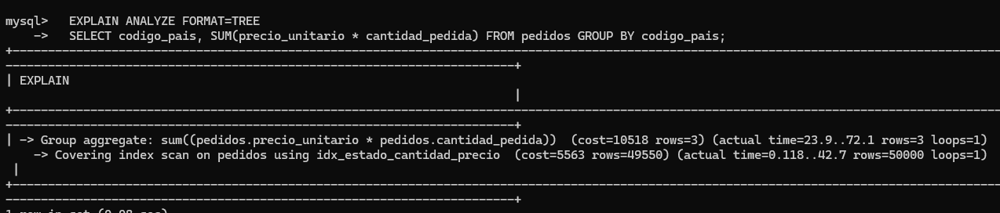 mysql>   EXPLAIN ANALYZE FORMAT=TREE
    ->   SELECT codigo_pais, SUM(precio_unitario * cantidad_pedida) FROM pedidos GROUP BY codigo_pais;
| EXPLAIN
|
| -> Group aggregate: sum((pedidos.precio_unitario * pedidos.cantidad_pedida))  (cost=10518 rows=3) (actual time=23.9..72.1 rows=3 loops=1)
    -> Covering index scan on pedidos using idx_estado_cantidad_precio  (cost=5563 rows=49550) (actual time=0.118..42.7 rows=50000 loops=1)
|
1 row in set (0.08 sec)